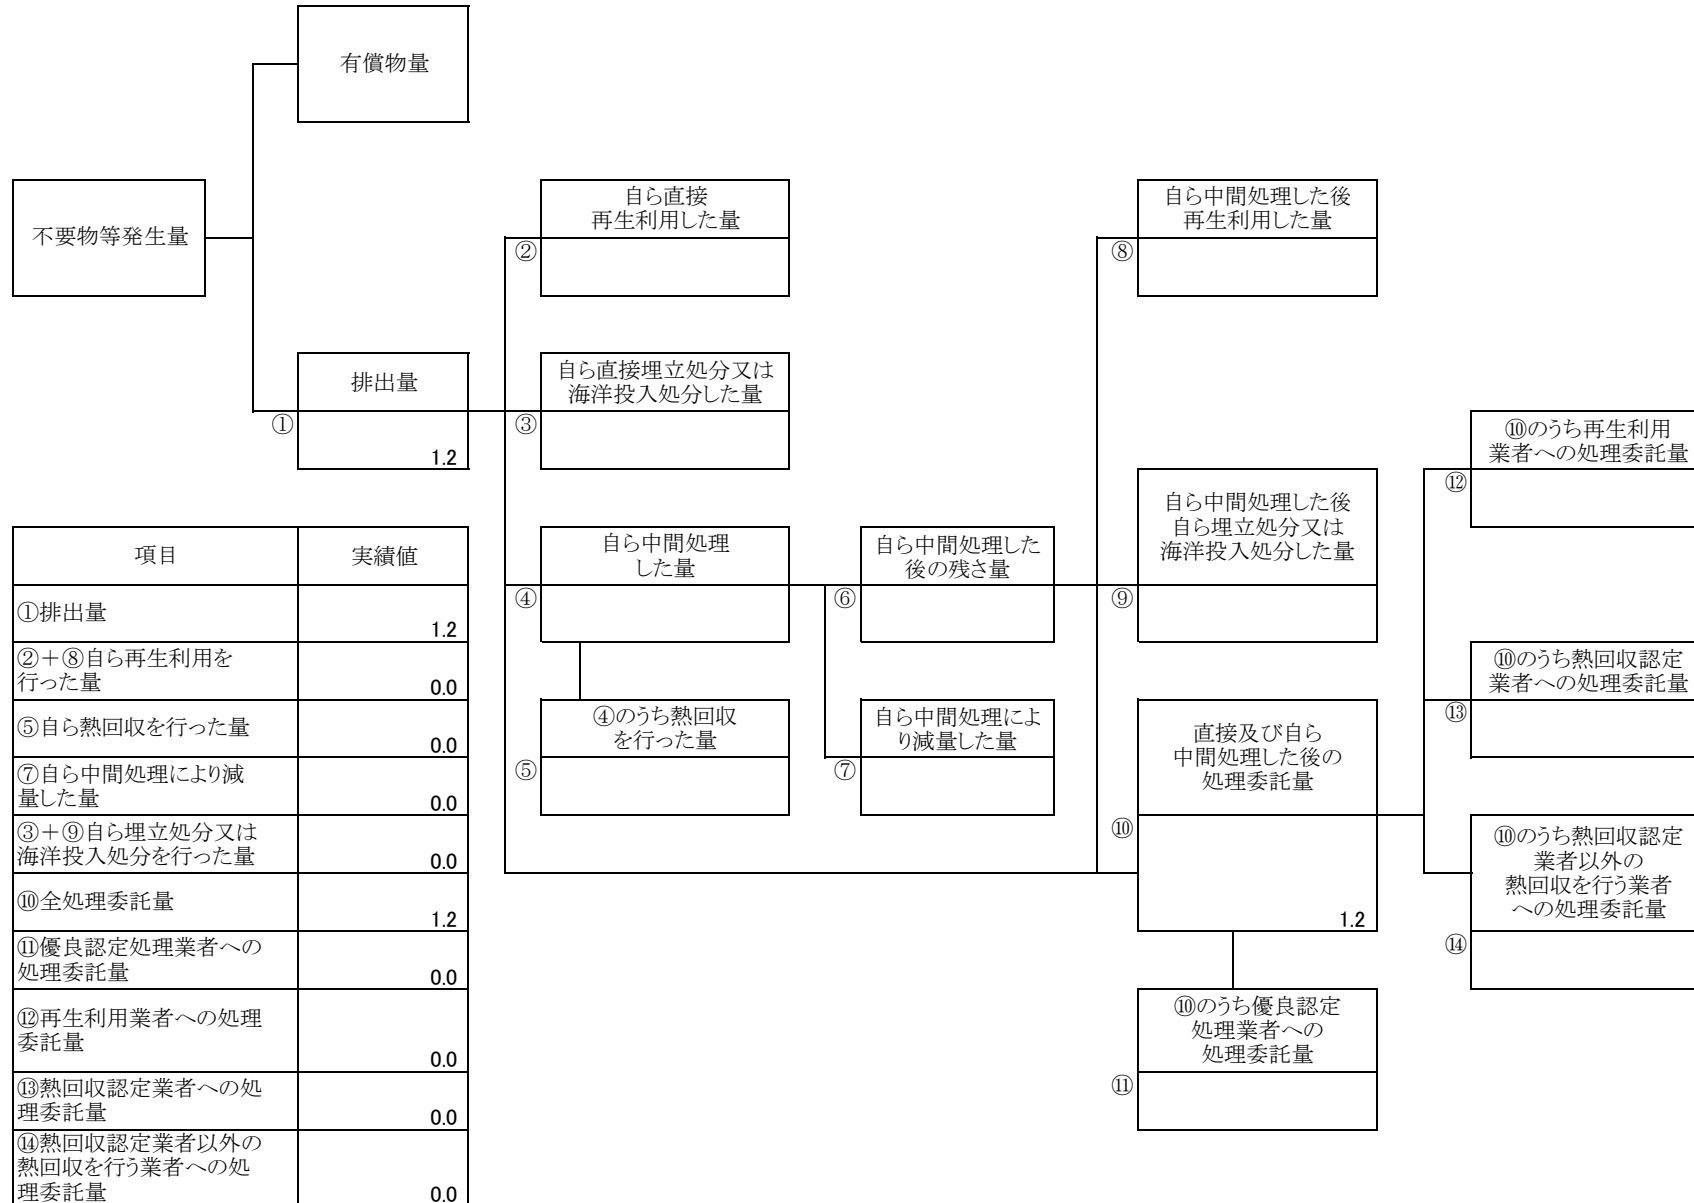 有償物量
不要物等発生量
自ら直接
再生利用した量
②
自ら中間処理した後
再生利用した量
⑧
排出量
①
1.2
自ら直接埋立処分又は
海洋投入処分した量
③
⑩のうち再生利用
業者への処理委託量
⑫
自ら中間処理した後
自ら埋立処分又は
海洋投入処分した量
⑨
自ら中間処理
した量
④
自ら中間処理した
後の残さ量
⑥
⑩のうち熱回収認定
業者への処理委託量
⑬
④のうち熱回収
を行った量
⑤
自ら中間処理によ
り減量した量
⑦
直接及び自ら
中間処理した後の
処理委託量
⑩
1.2
⑩のうち熱回収認定
業者以外の
熱回収を行う業者
への処理委託量
⑭
⑩のうち優良認定
処理業者への
処理委託量
⑪
項目 実績値
①排出量 1.2
②＋⑧自ら再生利用を
行った量 0.0
⑤自ら熱回収を行った量 0.0
⑦自ら中間処理により減
量した量 0.0
③＋⑨自ら埋立処分又は
海洋投入処分を行った量 0.0
⑩全処理委託量 1.2
⑪優良認定処理業者への
処理委託量 0.0
⑫再生利用業者への処理
委託量 0.0
⑬熱回収認定業者への処
理委託量 0.0
⑭熱回収認定業者以外の
熱回収を行う業者への処
理委託量 0.0